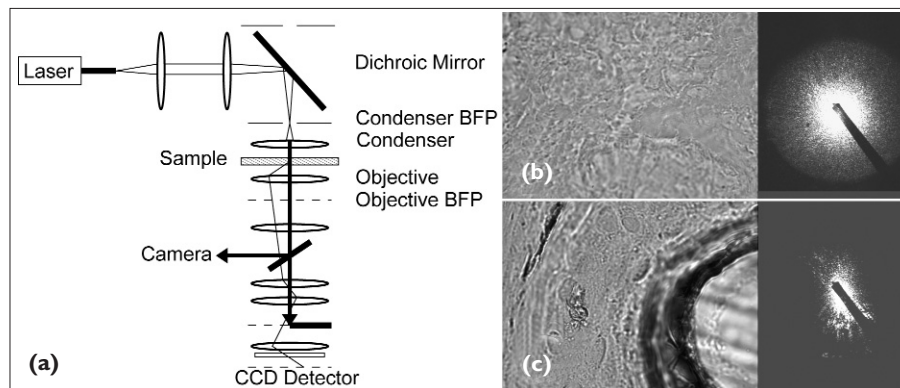 Laser
Dichroic Mirror
Condenser BFP
Condenser
Sample
Objective
Objective BFP
Camera
CCD Detector
(a)
(b)
(c)